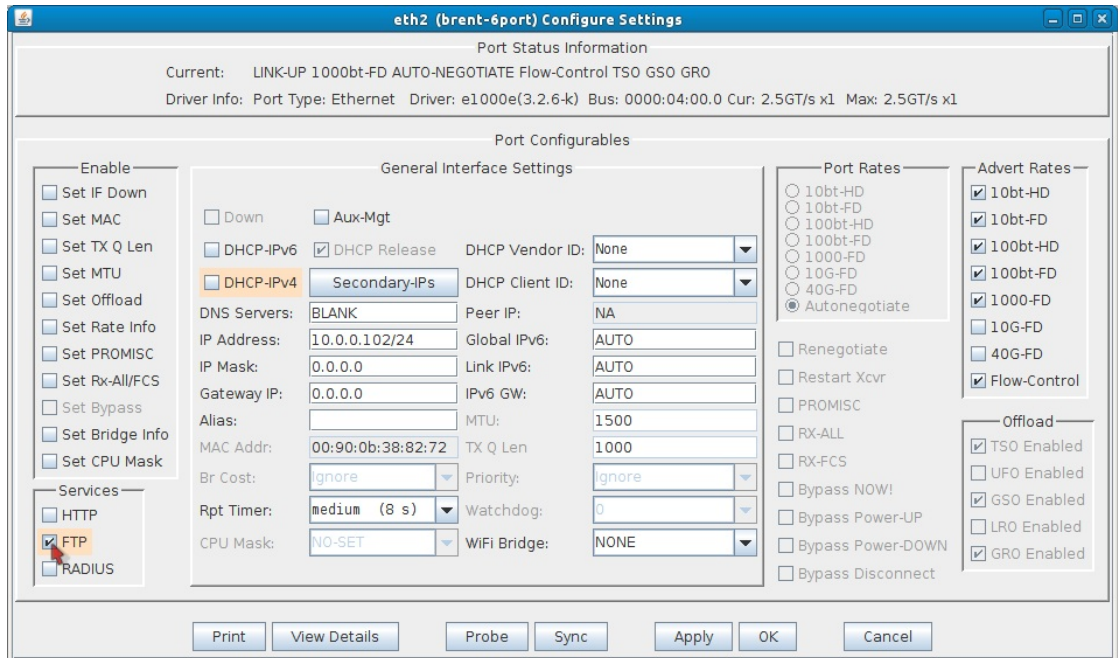 eth2 (brent-6port) Configure Settings
Port Status Information
Current: LINK-UP 1000bt-FD AUTO-NEGOTIATE Flow-Control TSO GSO GRO
Driver Info: Port Type: Ethernet Driver: e1000e(3.2.6-k) Bus: 0000:04:00.0 Cur: 2.5GT/s x1 Max: 2.5GT/s x1
Port Configurables
Enable
Set IF Down
Set MAC
Set TX Q Len
Set MTU
Set Offload
Set Rate Info
Set PROMISC
Set Rx-All/FCS
Set Bypass
Set Bridge Info
Set CPU Mask
Services
HTTP
FTP
RADIUS
General Interface Settings
Down Aux-Mgt
DHCP-IPv6 DHCP Release DHCP Vendor ID: None
DHCP-IPv4 Secondary-IPs DHCP Client ID: None
DNS Servers: BLANK Peer IP: NA
IP Address: 10.0.0.102/24 Global IPv6: AUTO
IP Mask: 0.0.0.0 Link IPv6: AUTO
Gateway IP: 0.0.0.0 IPv6 GW: AUTO
Alias: MTU: 1500
MAC Addr: 00:90:0b:38:82:72 TX Q Len 1000
Br Cost: Ignore Priority: Ignore
Rpt Timer: medium (8 s) Watchdog: 0
CPU Mask: NO-SET WiFi Bridge: NONE
Port Rates
10bt-HD
10bt-FD
100bt-HD
100bt-FD
1000-FD
10G-FD
40G-FD
Autonegotiate
Renegotiate
Restart Xcvr
PROMISC
RX-ALL
RX-FCS
Bypass NOW!
Bypass Power-UP
Bypass Power-DOWN
Bypass Disconnect
Advert Rates
10bt-HD
10bt-FD
100bt-HD
100bt-FD
1000-FD
10G-FD
40G-FD
Flow-Control
Offload
TSO Enabled
UFO Enabled
GSO Enabled
LRO Enabled
GRO Enabled
Print View Details Probe Sync Apply OK Cancel